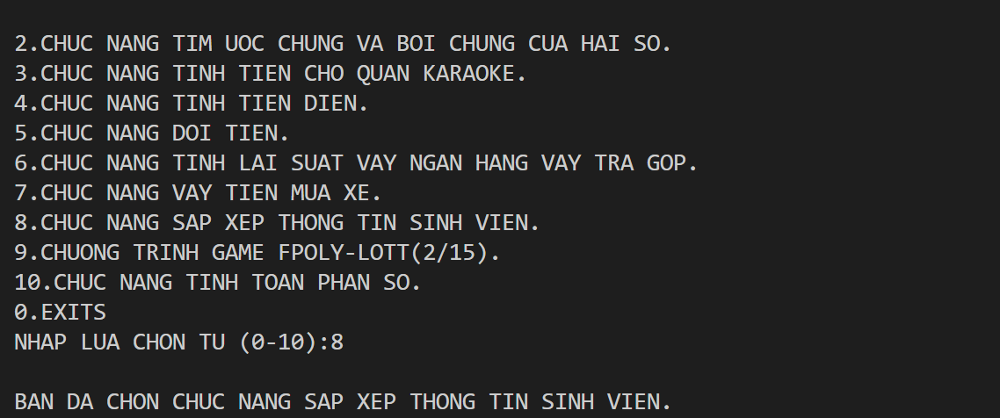 2.CHUC NANG TIM UOC CHUNG VA BOI CHUNG CUA HAI SO.
3.CHUC NANG TINH TIEN CHO QUAN KARAOKE.
4.CHUC NANG TINH TIEN DIEN.
5.CHUC NANG DOI TIEN.
6.CHUC NANG TINH LAI SUAT VAY NGAN HANG VAY TRA GOP.
7.CHUC NANG VAY TIEN MUA XE.
8.CHUC NANG SAP XEP THONG TIN SINH VIEN.
9.CHUONG TRINH GAME FPOLY-LOTT(2/15).
10.CHUC NANG TINH TOAN PHAN SO.
0.EXITS
NHAP LUA CHON TU (0-10):8
BAN DA CHON CHUC NANG SAP XEP THONG TIN SINH VIEN.